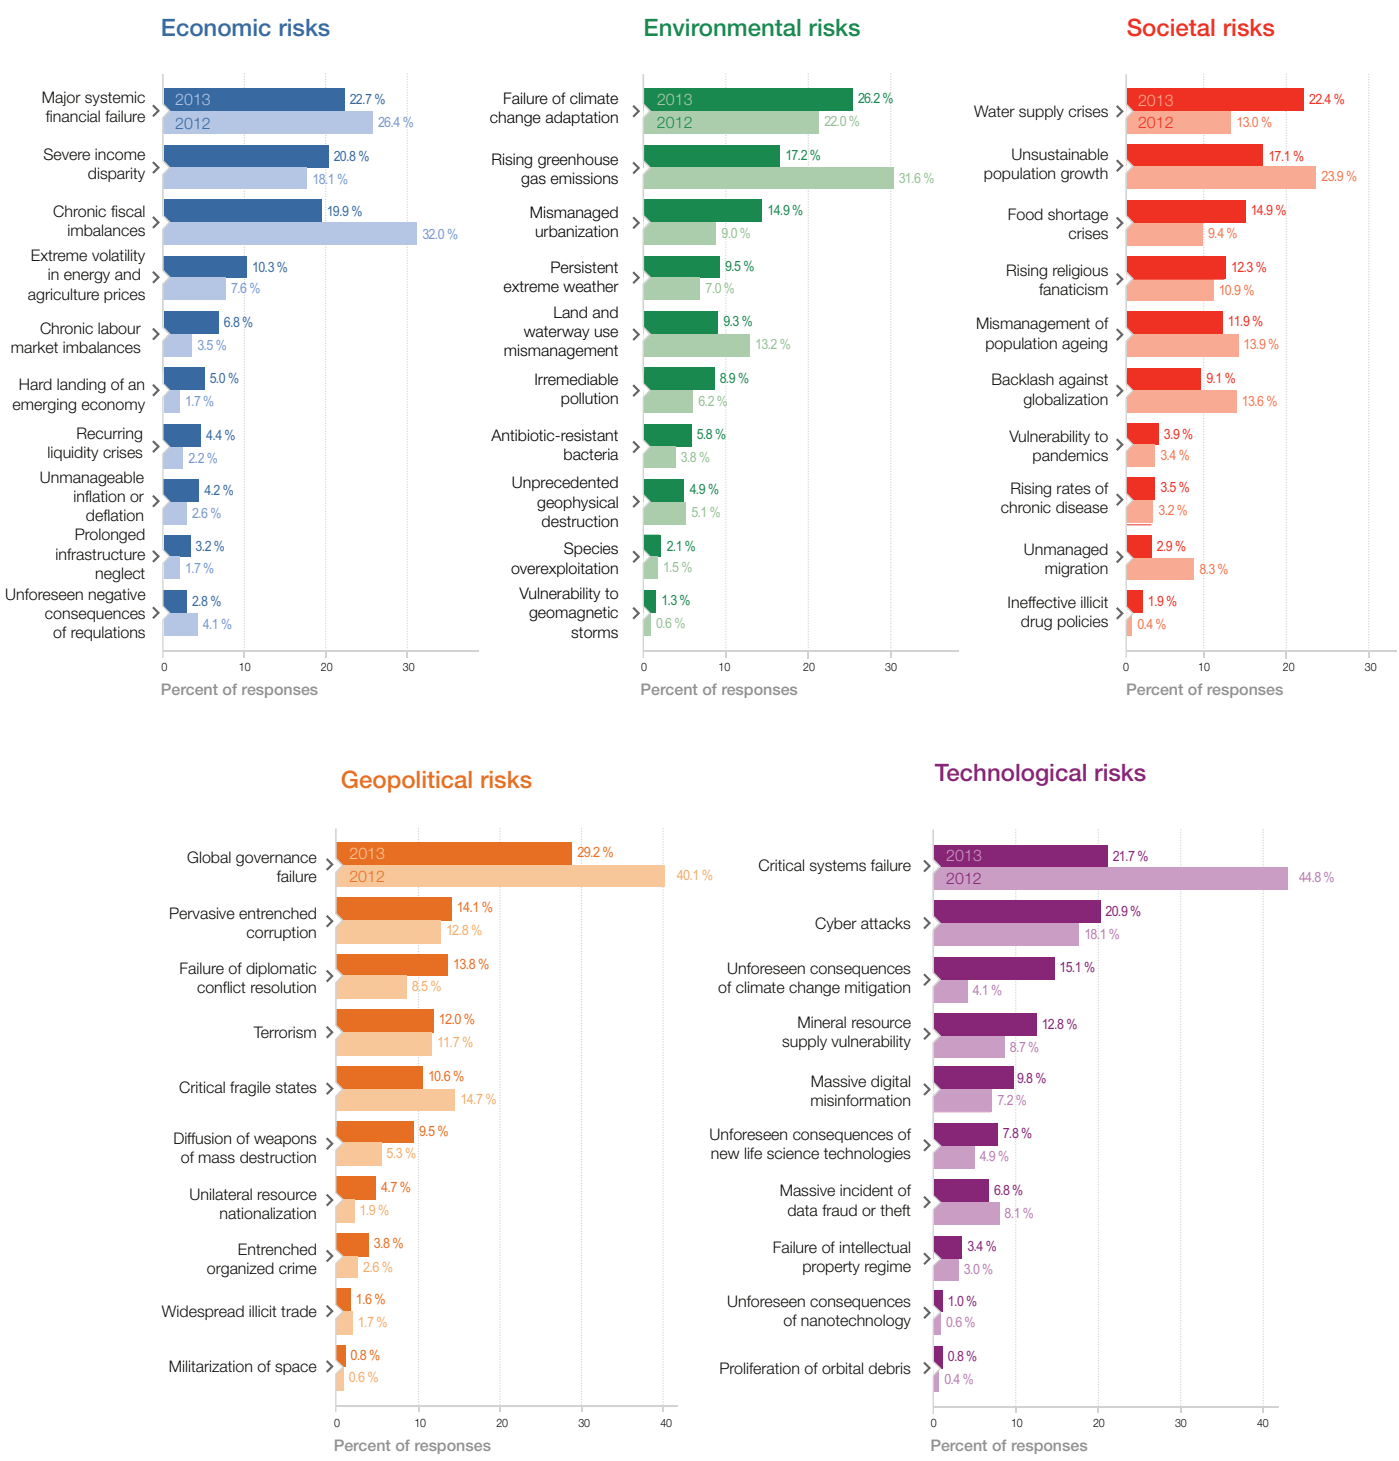 Economic risks
Major systemic
financial failure
2013
22.7 %
2012
26.4 %
Severe income
disparity
20.8 %
18.1 %
Chronic fiscal
imbalances
19.9 %
32.0 %
Extreme volatility
in energy and
agriculture prices
10.3 %
7.6 %
Chronic labour
market imbalances
6.8 %
3.5 %
Hard landing of an
emerging economy
5.0 %
1.7 %
Recurring
liquidity crises
4.4 %
2.2 %
Unmanageable
inflation or
deflation
4.2 %
2.6 %
Prolonged
infrastructure
neglect
3.2 %
1.7 %
Unforeseen negative
consequences
of requlations
2.8 %
4.1 %
0 10 20 30
Percent of responses
Environmental risks
Failure of climate
change adaptation
2013
26.2 %
2012
22.0 %
Rising greenhouse
gas emissions
17.2 %
31.6 %
Mismanaged
urbanization
14.9 %
9.0 %
Persistent
extreme weather
9.5 %
7.0 %
Land and
waterway use
mismanagement
9.3 %
13.2 %
Irremediable
pollution
8.9 %
6.2 %
Antibiotic-resistant
bacteria
5.8 %
3.8 %
Unprecedented
geophysical
destruction
4.9 %
5.1 %
Species
overexploitation
2.1 %
1.5 %
Vulnerability to
geomagnetic
storms
1.3 %
0.6 %
0 10 20 30
Percent of responses
Societal risks
Water supply crises
2013
22.4 %
2012
13.0 %
Unsustainable
population growth
17.1 %
23.9 %
Food shortage
crises
14.9 %
9.4 %
Rising religious
fanaticism
12.3 %
10.9 %
Mismanagement of
population ageing
11.9 %
13.9 %
Backlash against
globalization
9.1 %
13.6 %
Vulnerability to
pandemics
3.9 %
3.4 %
Rising rates of
chronic disease
3.5 %
3.2 %
Unmanaged
migration
2.9 %
8.3 %
Ineffective illicit
drug policies
1.9 %
0.4 %
0 10 20 30
Percent of responses
Geopolitical risks
Global governance
failure
2013
29.2 %
2012
40.1 %
Pervasive entrenched
corruption
14.1 %
12.8 %
Failure of diplomatic
conflict resolution
13.8 %
8.5 %
Terrorism
12.0 %
11.7 %
Critical fragile states
10.6 %
14.7 %
Diffusion of weapons
of mass destruction
9.5 %
5.3 %
Unilateral resource
nationalization
4.7 %
1.9 %
Entrenched
organized crime
3.8 %
2.6 %
Widespread illicit trade
1.6 %
1.7 %
Militarization of space
0.8 %
0.6 %
0 10 20 30 40
Percent of responses
Technological risks
Critical systems failure
2013
21.7 %
2012
44.8 %
Cyber attacks
20.9 %
18.1 %
Unforeseen consequences
of climate change mitigation
15.1 %
4.1 %
Mineral resource
supply vulnerability
12.8 %
8.7 %
Massive digital
misinformation
9.8 %
7.2 %
Unforeseen consequences of
new life science technologies
7.8 %
4.9 %
Massive incident of
data fraud or theft
6.8 %
8.1 %
Failure of intellectual
property regime
3.4 %
3.0 %
Unforeseen consequences
of nanotechnology
1.0 %
0.6 %
Proliferation of orbital debris
0.8 %
0.4 %
0 10 20 30 40
Percent of responses